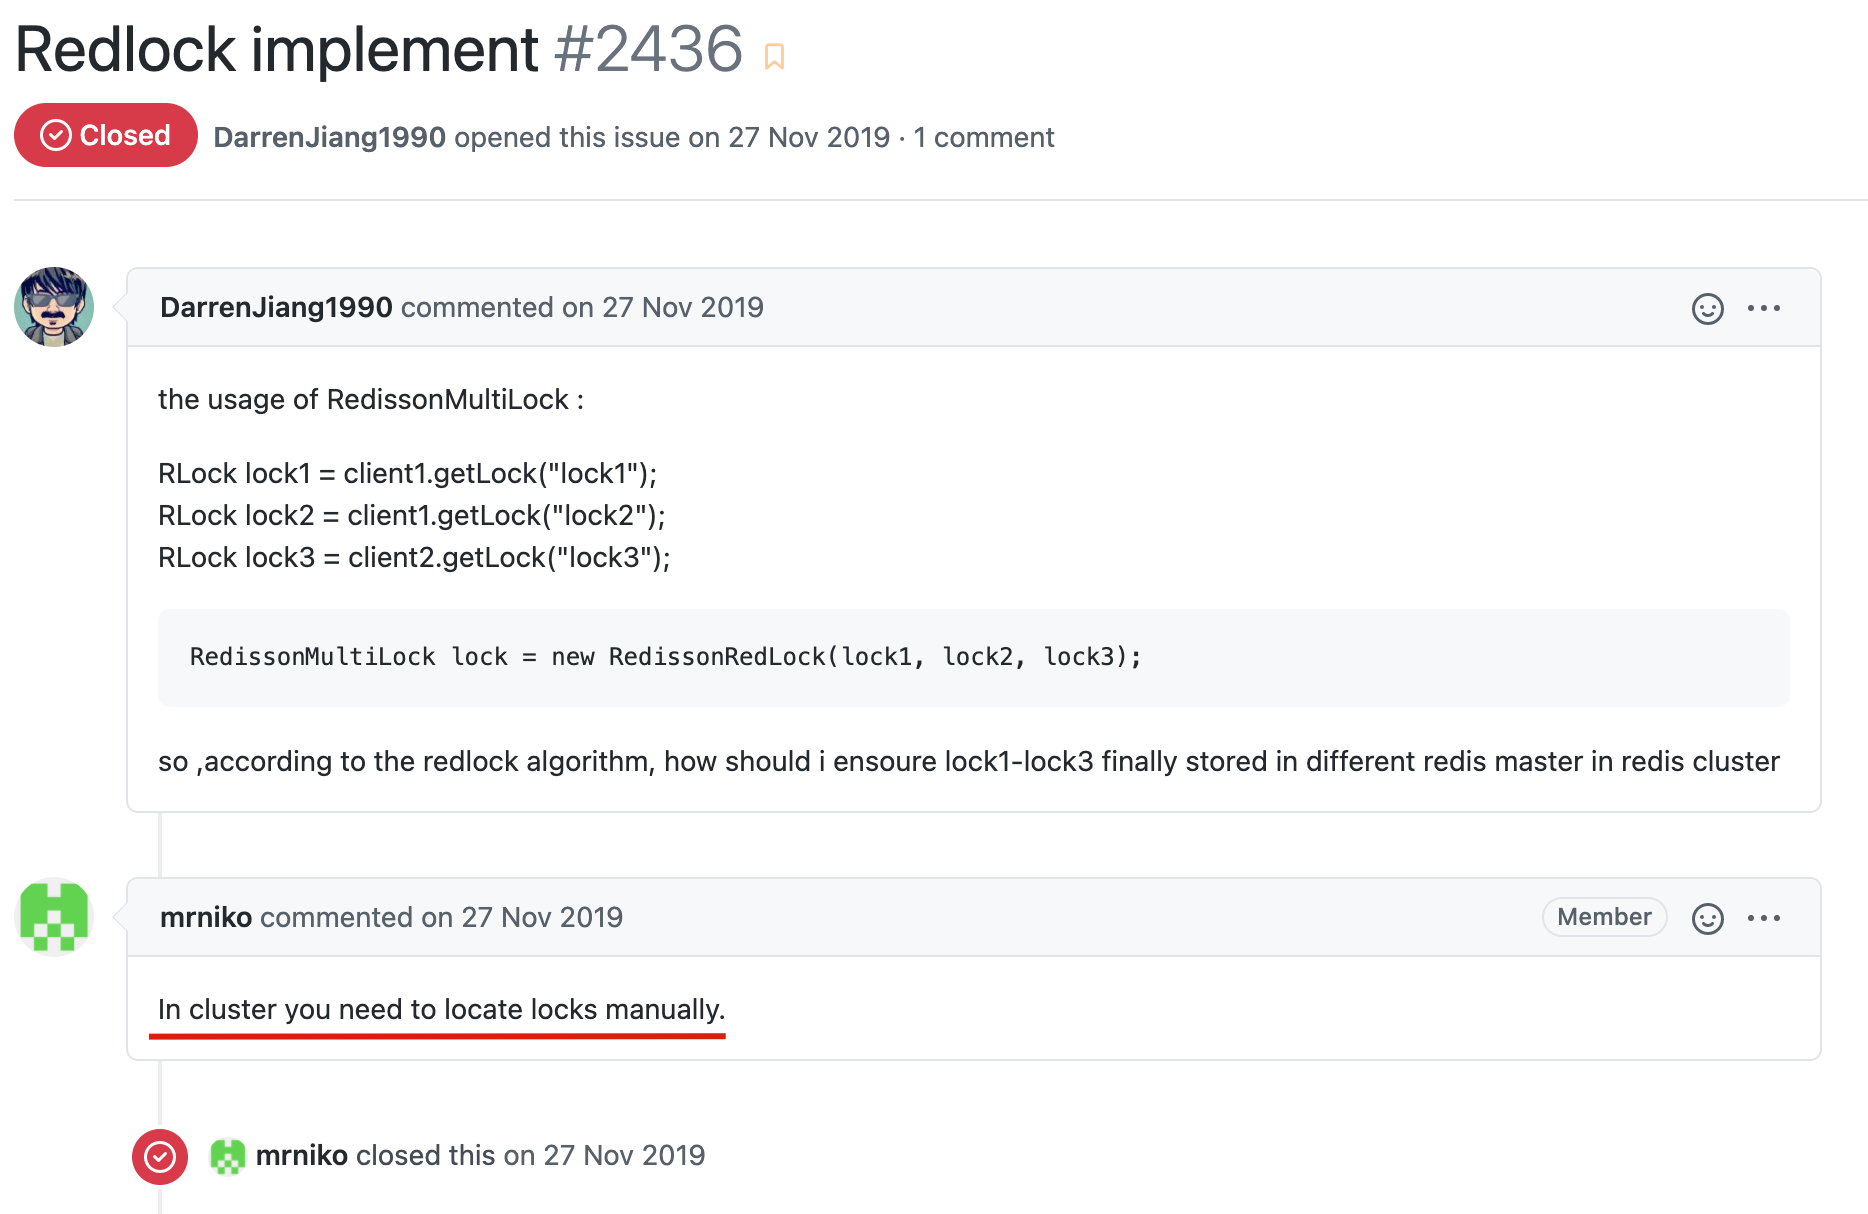 Redlock implement #2436
Closed DarrenJiang1990 opened this issue on 27 Nov 2019 · 1 comment
DarrenJiang1990 commented on 27 Nov 2019
the usage of RedissonMultiLock :
RLock lock1 = client1.getLock("lock1");
RLock lock2 = client1.getLock("lock2");
RLock lock3 = client2.getLock("lock3");
RedissonMultiLock lock = new RedissonRedLock(lock1, lock2, lock3);
so ,according to the redlock algorithm, how should i ensoure lock1-lock3 finally stored in different redis master in redis cluster
mrniko commented on 27 Nov 2019 Member
In cluster you need to locate locks manually.
mrniko closed this on 27 Nov 2019